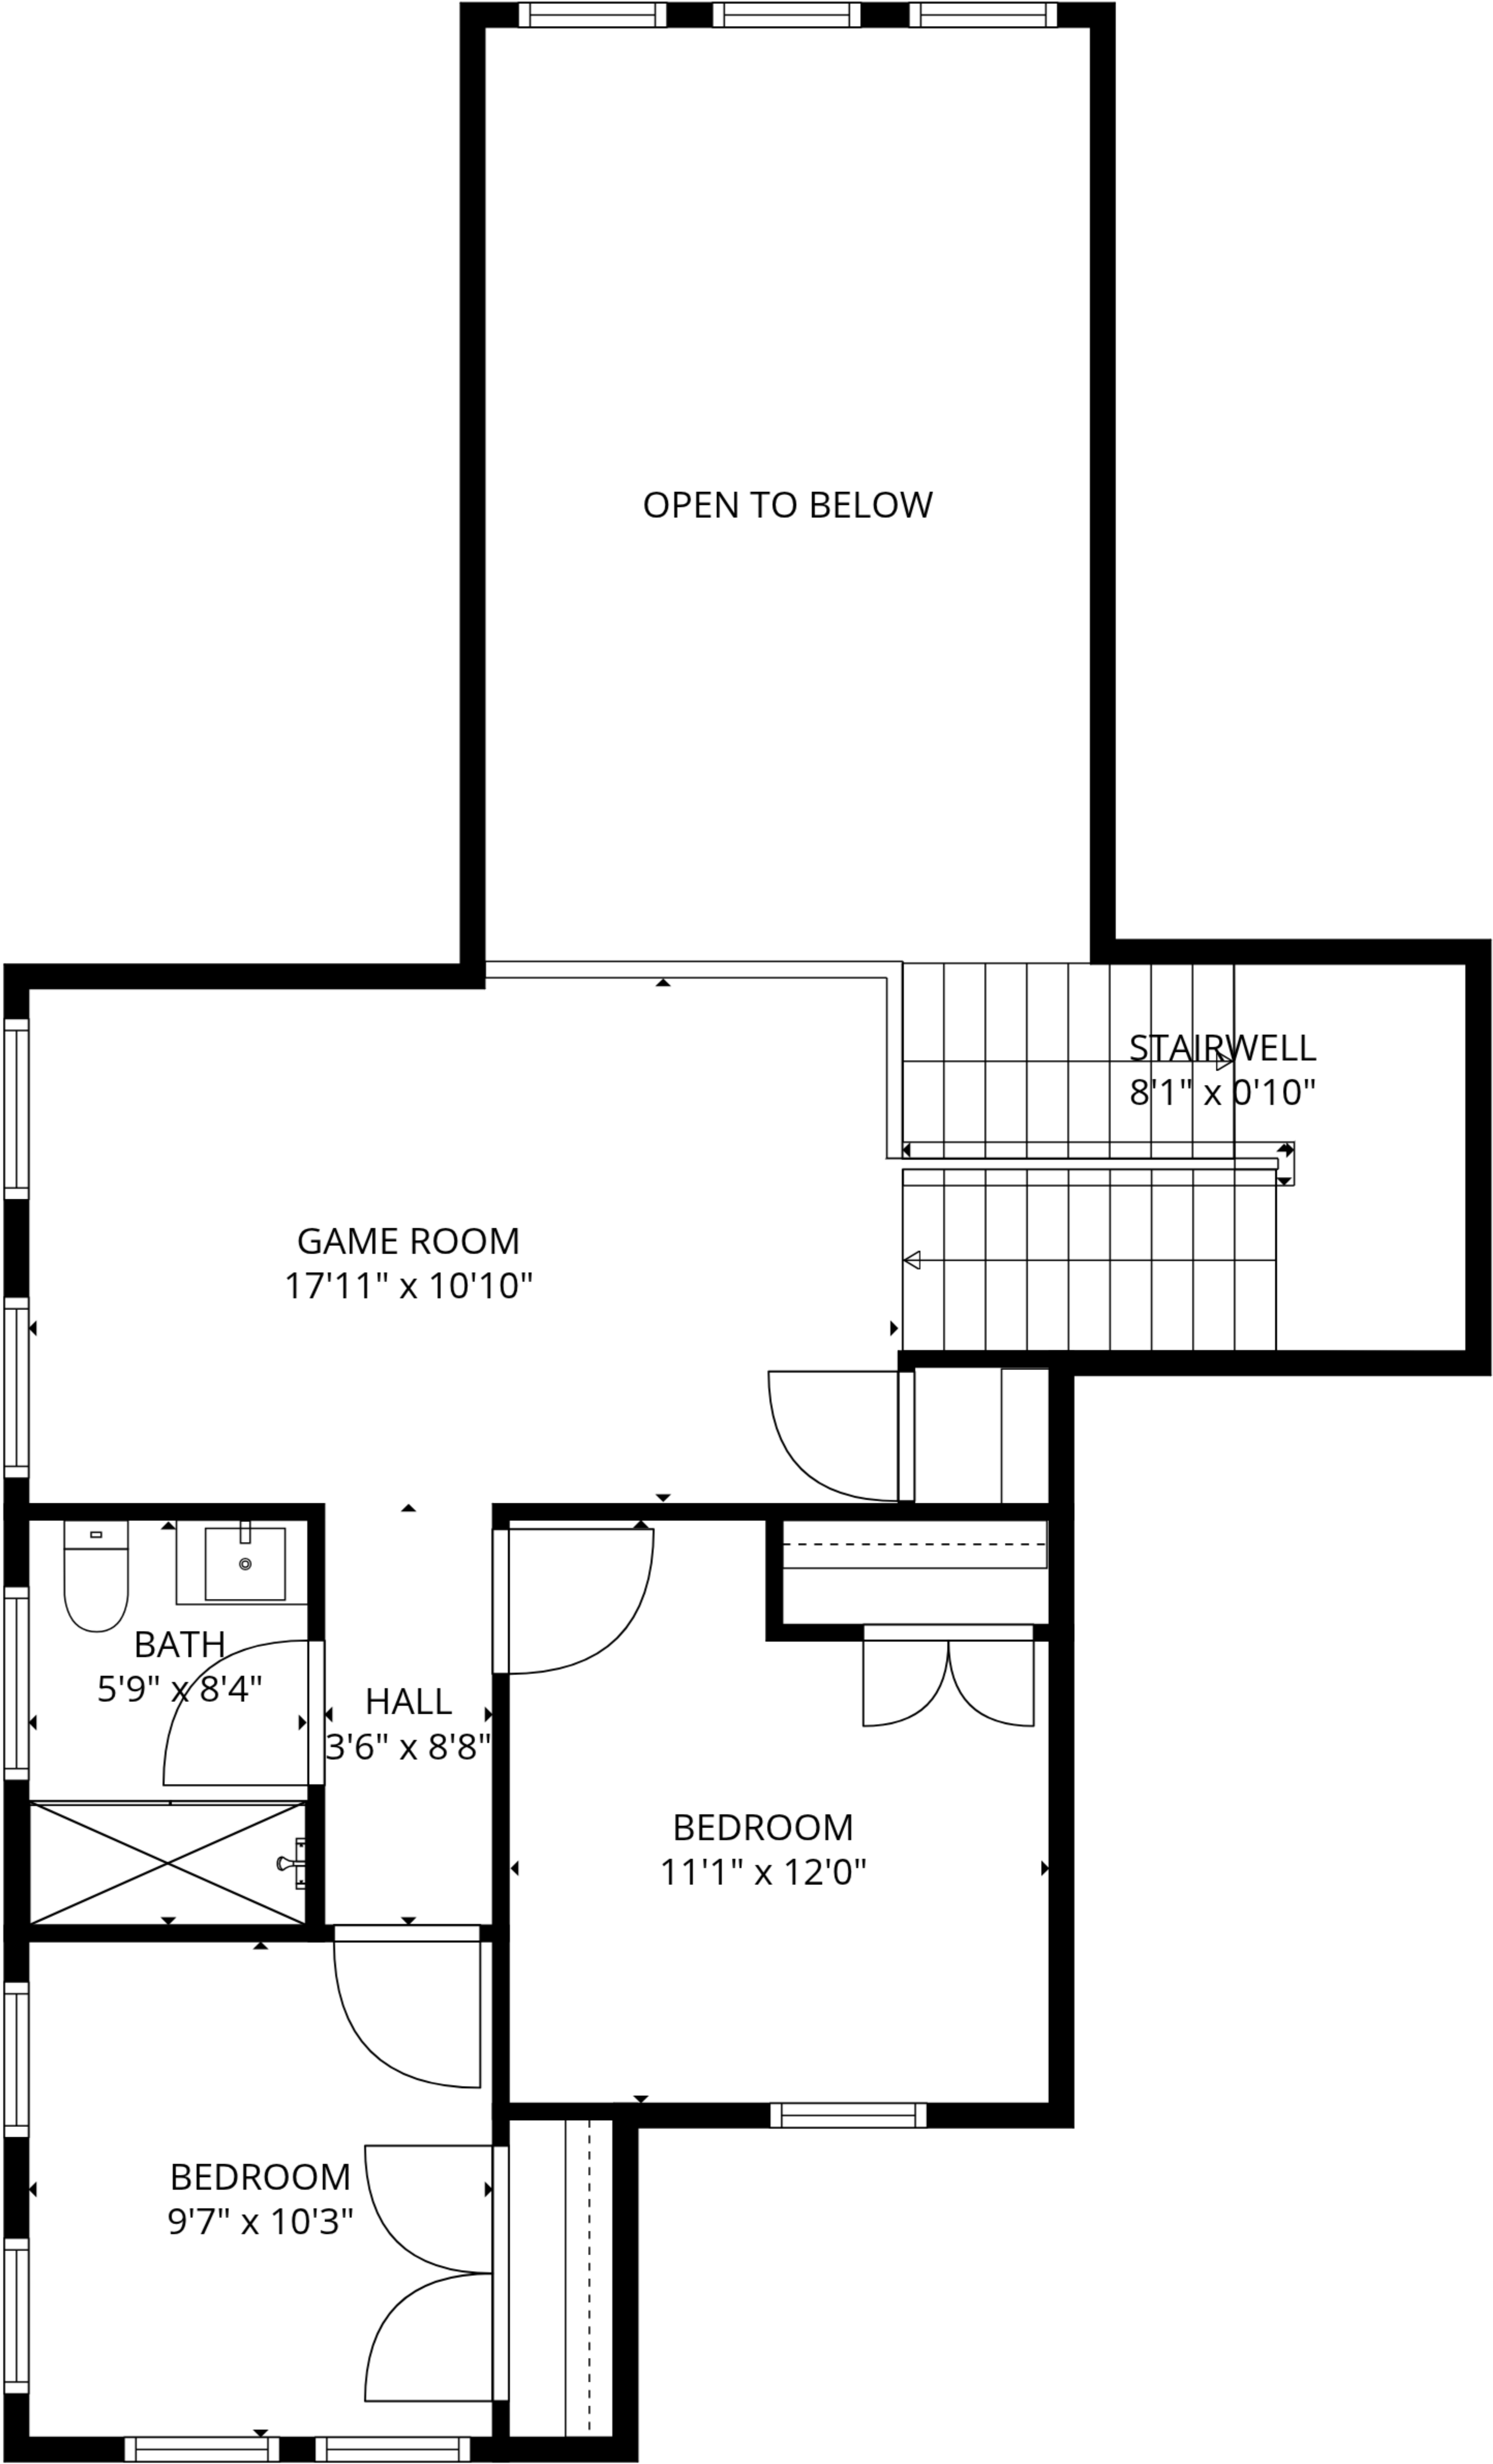 OPEN TO BELOW
STAIRWELL
8'1" x 0'10"
GAME ROOM
17'11" x 10'10"
BATH
5'9" x 8'4"
HALL
3'6" x 8'8"
BEDROOM
11'1" x 12'0"
BEDROOM
9'7" x 10'3"